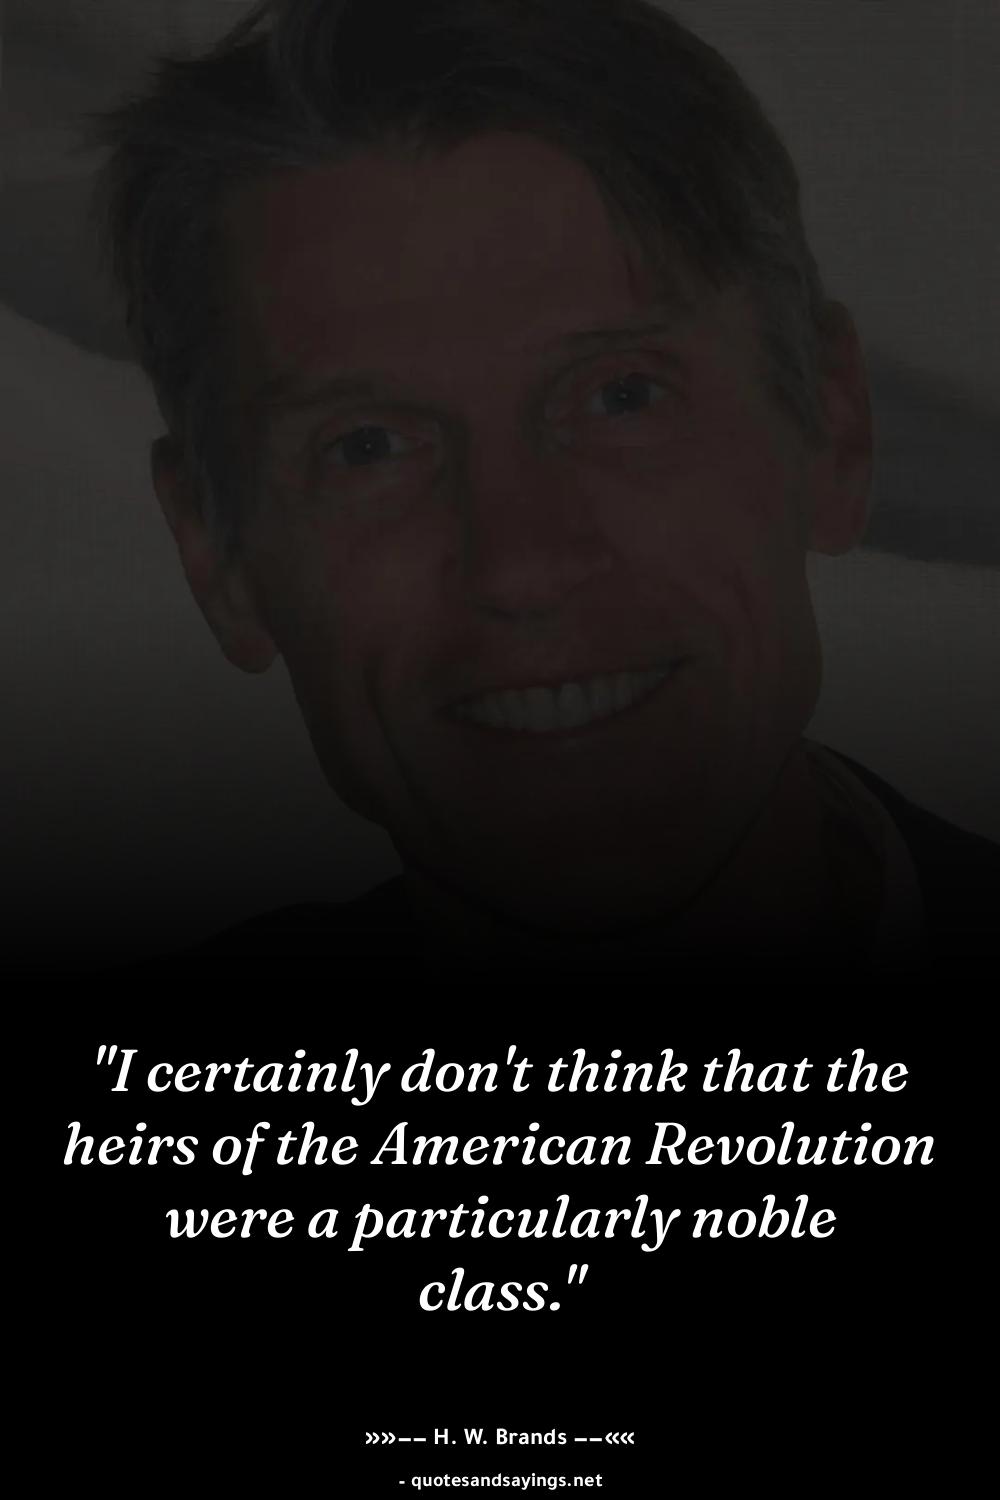 "I certainly don't think that the
heirs of the American Revolution
were a particularly noble
class."
»»–– H. W. Brands ––««
- quotesandsayings.net